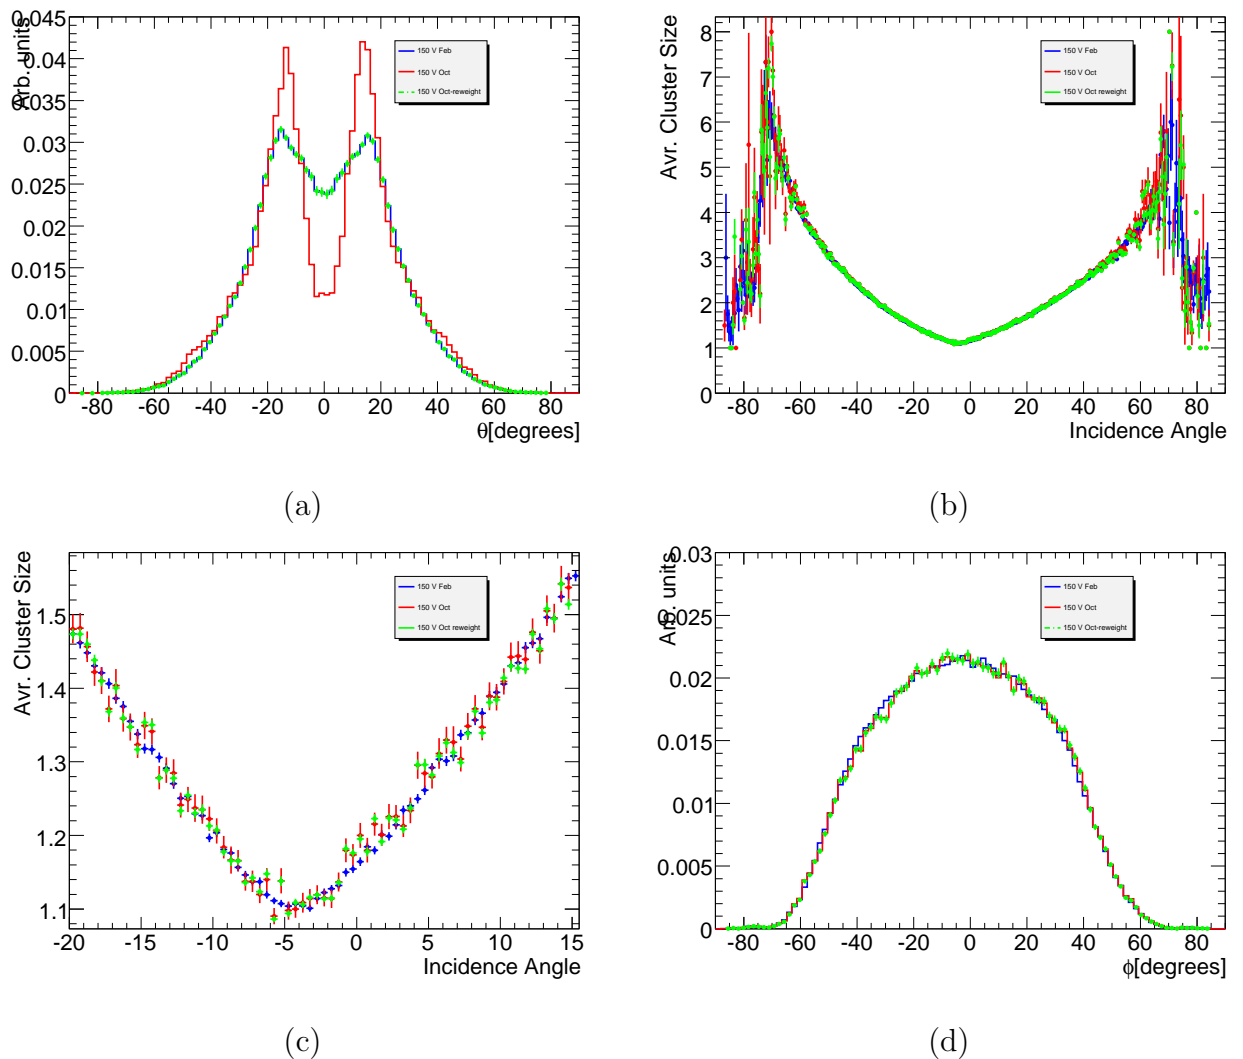 0.045
0.04
0.035
0.03
0.025
0.02
0.015
0.01
0.005
0
Arb. units
150 V Feb
150 V Oct
150 V Oct-reweight
-80 -60 -40 -20 0 20 40 60 80
θ[degrees]
(a)
8
7
6
5
4
3
2
1
0
Avr. Cluster Size
150 V Feb
150 V Oct
150 V Oct reweight
-80 -60 -40 -20 0 20 40 60 80
Incidence Angle
(b)
1.5
1.4
1.3
1.2
1.1
Avr. Cluster Size
150 V Feb
150 V Oct
150 V Oct reweight
-20 -15 -10 -5 0 5 10 15
Incidence Angle
(c)
0.03
0.025
0.02
0.015
0.01
0.005
0
Arb. units
150 V Feb
150 V Oct
150 V Oct-reweight
-80 -60 -40 -20 0 20 40 60 80
ϕ[degrees]
(d)